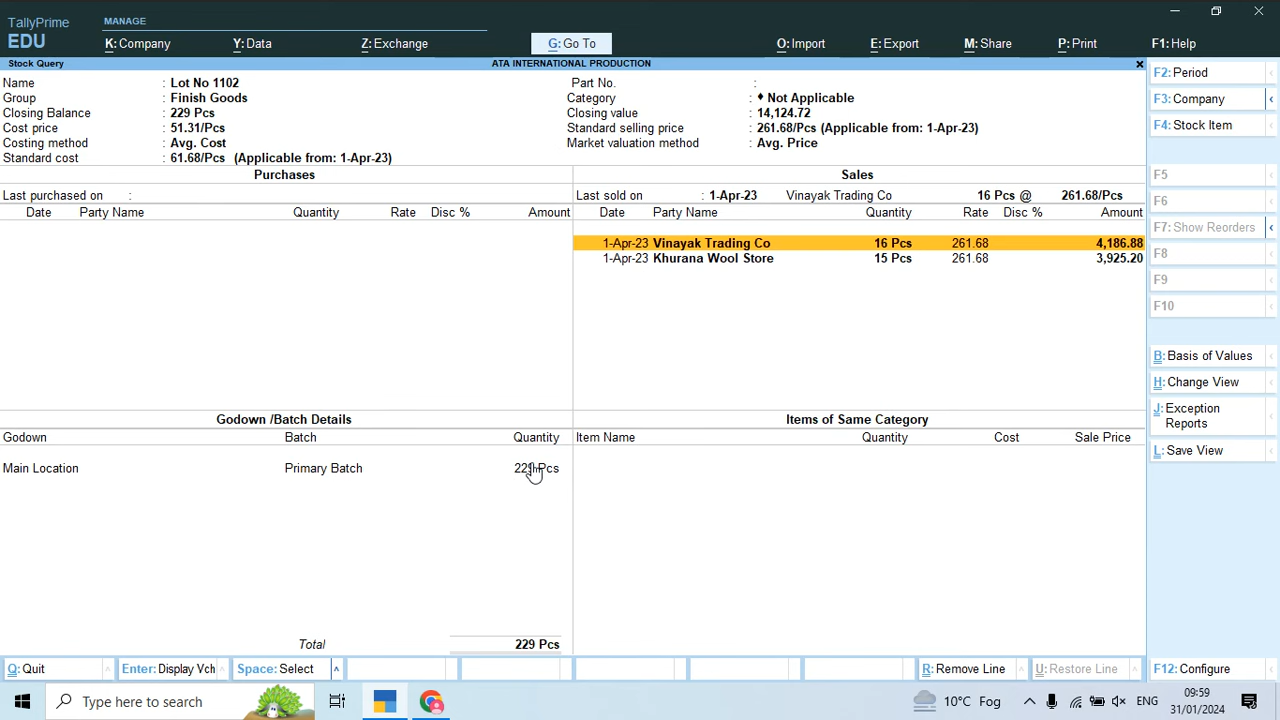 TallyPrime
EDU
MANAGE
K: Company
Y: Data
Z: Exchange
G: Go To
O: Import
E: Export
M: Share
P: Print
F1: Help
Stock Query
ATA INTERNATIONAL PRODUCTION
Name : Lot No 1102
Part No. :
Group : Finish Goods
Category : ♦ Not Applicable
Closing Balance : 229 Pcs
Closing value : 14,124.72
Cost price : 51.31/Pcs
Standard selling price : 261.68/Pcs (Applicable from: 1-Apr-23)
Costing method : Avg. Cost
Market valuation method : Avg. Price
Standard cost : 61.68/Pcs (Applicable from: 1-Apr-23)
Purchases
Last purchased on :
Date Party Name Quantity Rate Disc % Amount
Sales
Last sold on : 1-Apr-23 Vinayak Trading Co 16 Pcs @ 261.68/Pcs
Date Party Name Quantity Rate Disc % Amount
1-Apr-23 Vinayak Trading Co 16 Pcs 261.68 4,186.88
1-Apr-23 Khurana Wool Store 15 Pcs 261.68 3,925.20
Godown /Batch Details
Godown Batch Quantity
Main Location Primary Batch 229 Pcs
Total 229 Pcs
Items of Same Category
Item Name Quantity Cost Sale Price
F2: Period
F3: Company
F4: Stock Item
F5
F6
F7: Show Reorders
F8
F9
F10
B: Basis of Values
H: Change View
J: Exception
Reports
L: Save View
Q: Quit
Enter: Display Vch
Space: Select
R: Remove Line
U: Restore Line
F12: Configure
Type here to search
10°C Fog
ENG
09:59
31/01/2024